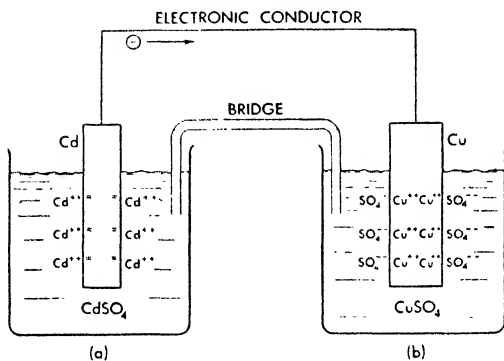 ELECTRONIC CONDUCTOR
⊖ →
BRIDGE
Cd
Cu
Cd++ = = Cd++
Cd++ = = Cd++
Cd++ = = Cd++
SO4-- Cu++ Cu++ SO4--
SO4-- Cu++ Cu++ SO4--
SO4-- Cu++ Cu++ SO4--
CdSO4
CuSO4
(a)
(b)